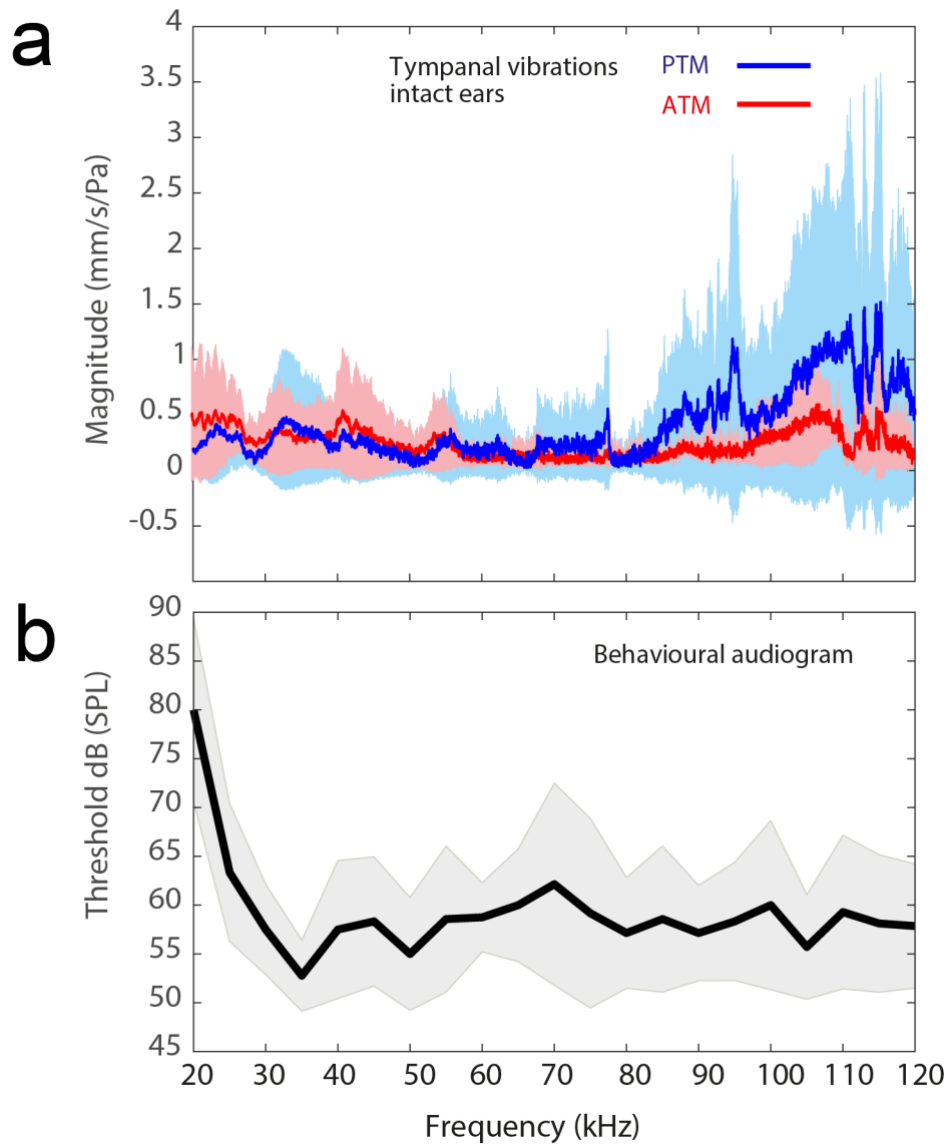 a
Tympanal vibrations
intact ears
PTM
ATM
Magnitude (mm/s/Pa)
4
3.5
3
2.5
2
1.5
1
0.5
0
-0.5
b
Behavioural audiogram
Threshold dB (SPL)
90
85
80
75
70
65
60
55
50
45
20 30 40 50 60 70 80 90 100 110 120
Frequency (kHz)